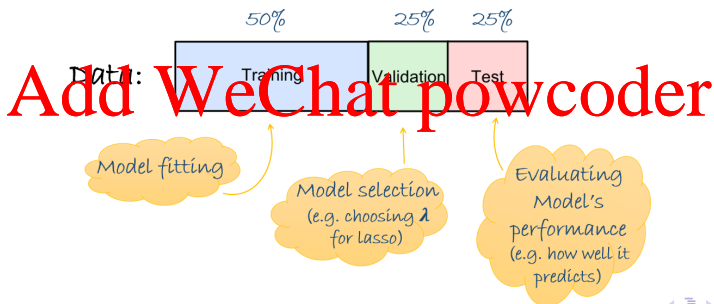 50% 25% 25%
Data: Training Validation Test
Add WeChat powcoder
Model fitting
Model selection
(e.g. choosing λ
for lasso)
Evaluating
Model's
performance
(e.g. how well it
predicts)